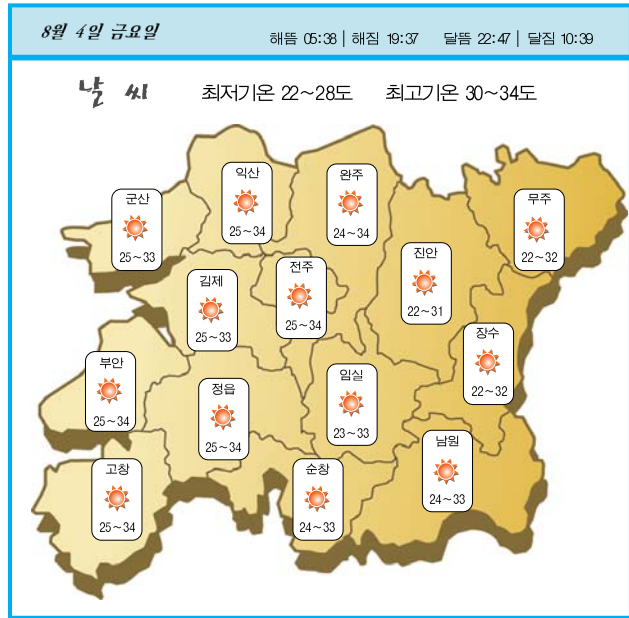 8월 4일 금요일
해뜸 05:38 | 해짐 19:37 달뜸 22:47 | 달짐 10:39
날 씨 최저기온 22~28도 최고기온 30~34도
익산
25~34
완주
24~34
군산
25~33
무주
22~32
진안
22~31
전주
25~34
김제
25~33
장수
22~32
부안
25~34
임실
23~33
정읍
25~34
남원
24~33
고창
25~34
순창
24~33